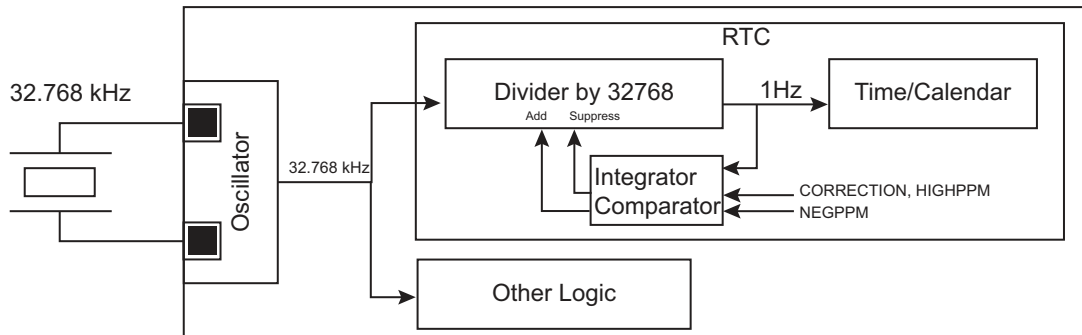 RTC
32.768 kHz
Divider by 32768
1Hz
Time/Calendar
Add
Suppress
Oscillator
32.768 kHz
Integrator
Comparator
CORRECTION, HIGHPPM
NEGPPM
Other Logic